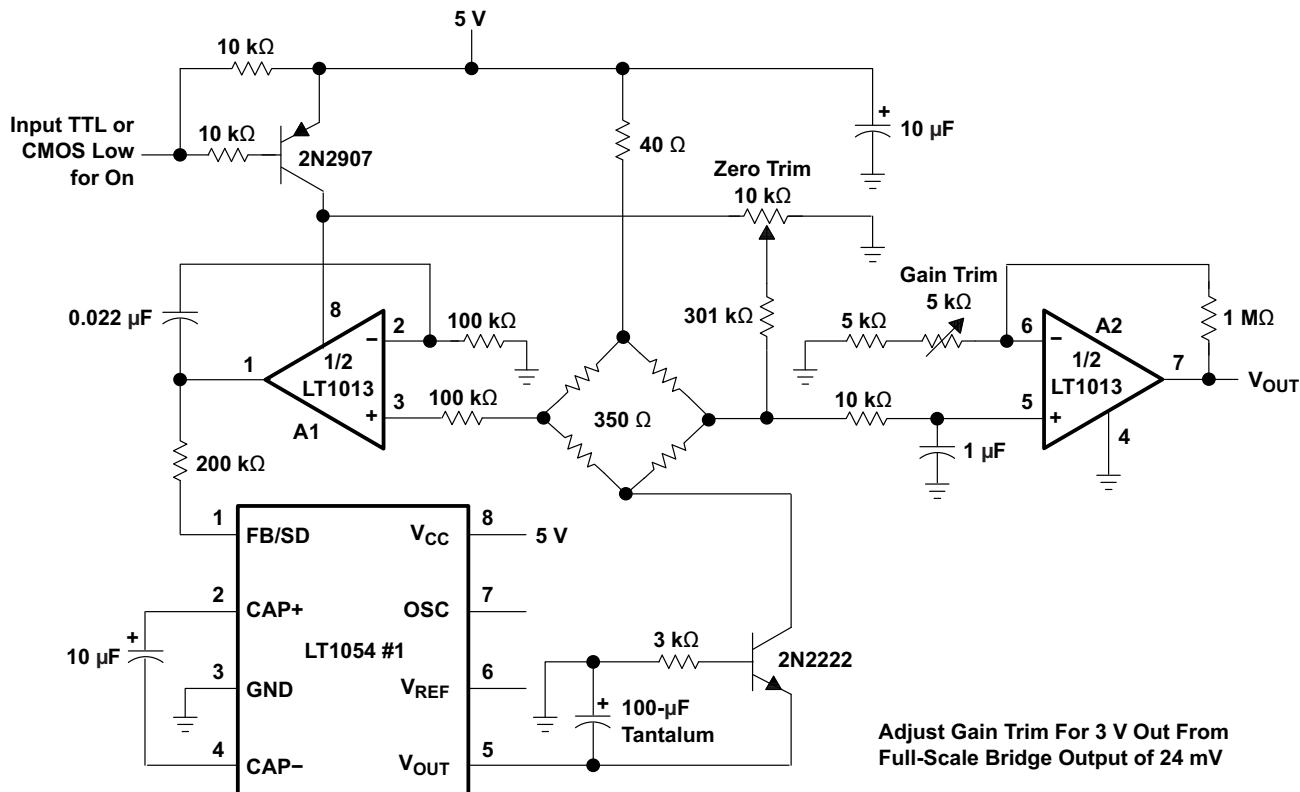 5 V
10 kΩ
Input TTL or
CMOS Low
for On
10 kΩ
2N2907
40 Ω
+
10 µF
Zero Trim
10 kΩ
Gain Trim
5 kΩ
0.022 µF
8
2
−
100 kΩ
1
1/2
LT1013
100 kΩ
3
+
A1
301 kΩ
5 kΩ
6
−
A2
1 MΩ
1/2
LT1013
7
VOUT
350 Ω
10 kΩ
5
+
4
1 µF
200 kΩ
1
FB/SD
VCC
8
5 V
2
CAP+
OSC
7
+
10 µF
LT1054 #1
3 kΩ
2N2222
3
GND
VREF
6
+
100-µF
Tantalum
4
CAP−
VOUT
5
Adjust Gain Trim For 3 V Out From
Full-Scale Bridge Output of 24 mV